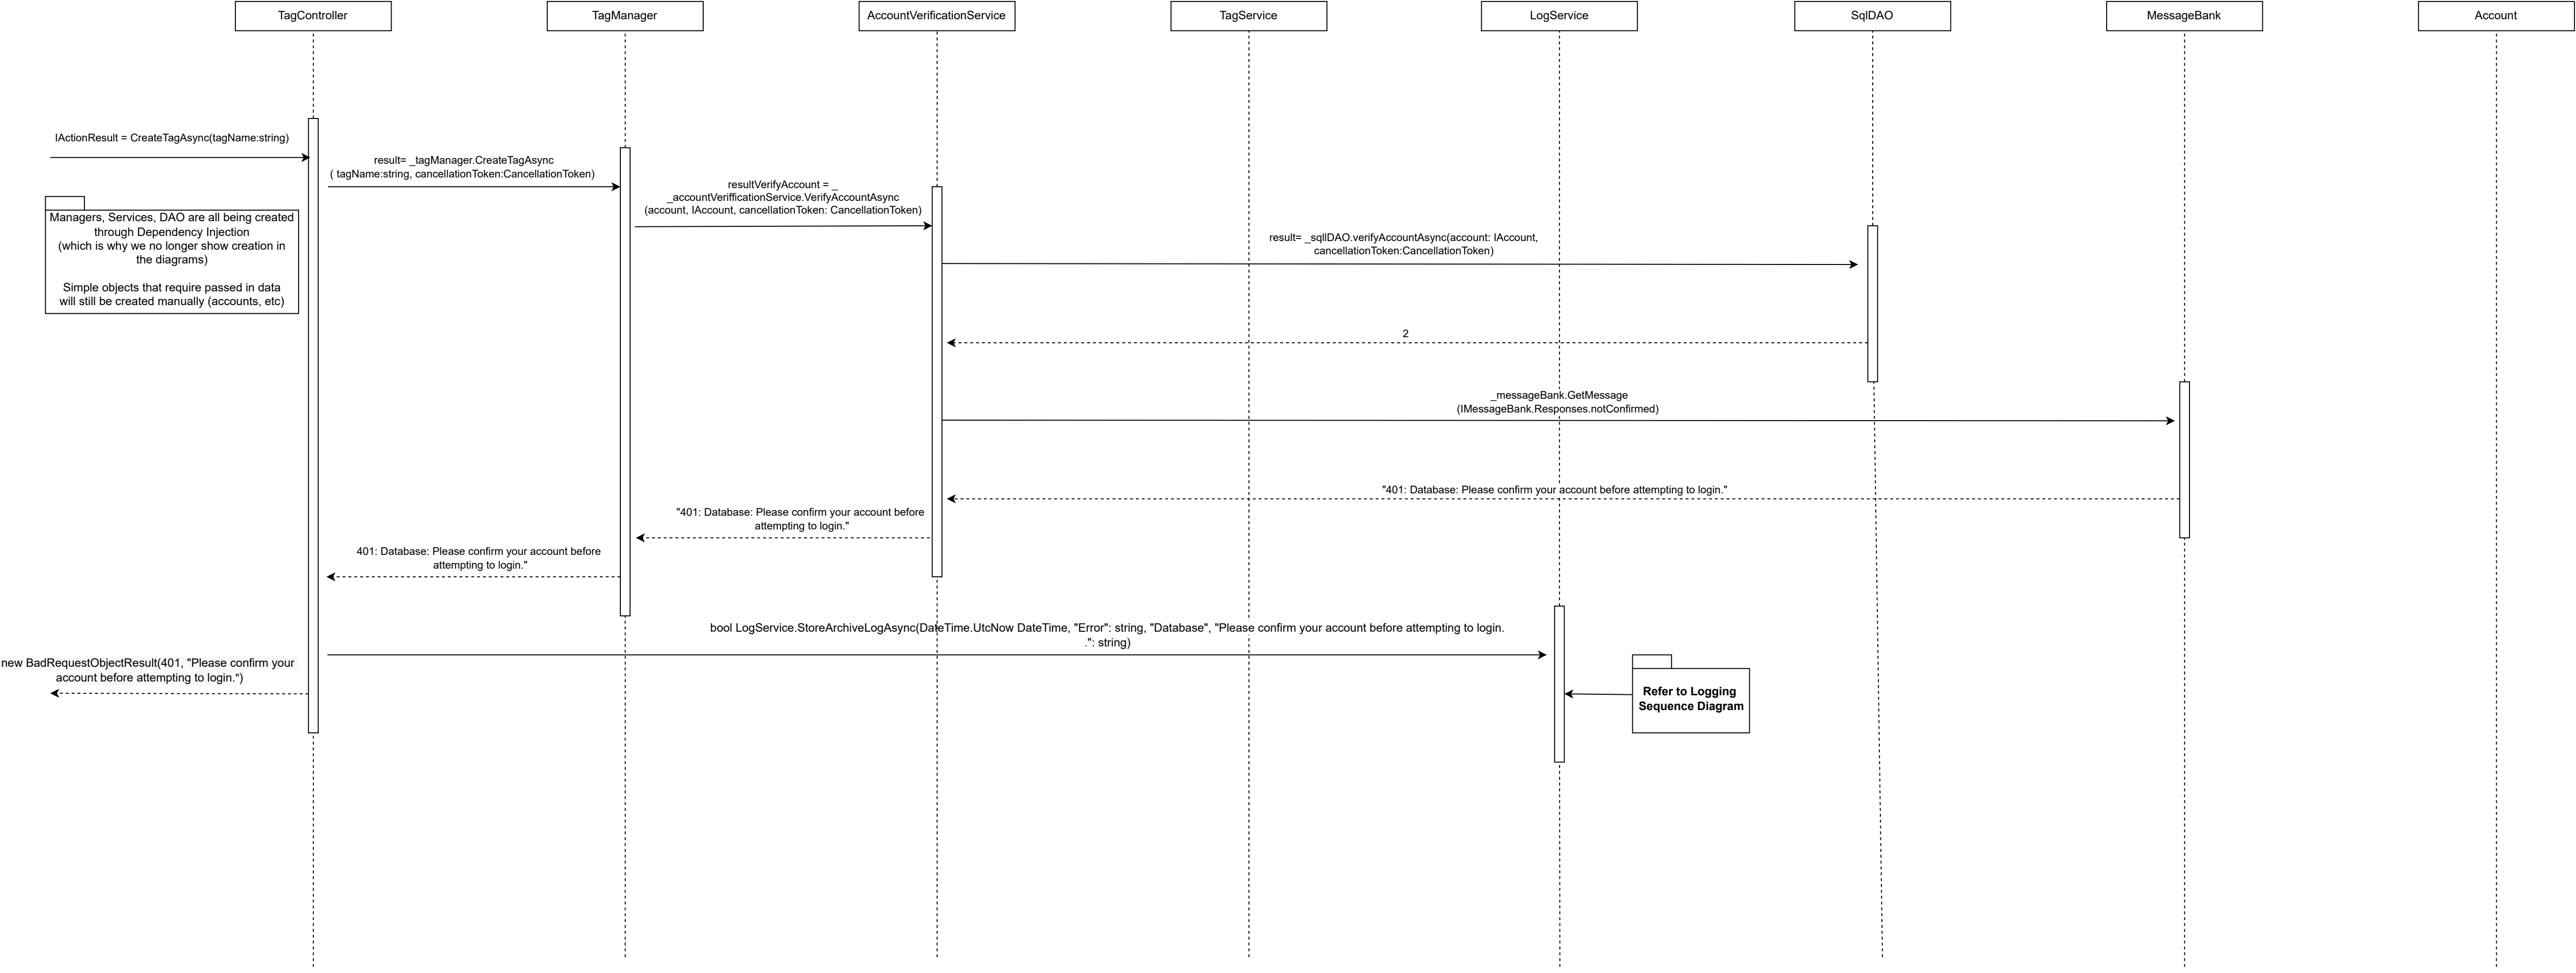 TagController
TagManager
AccountVerificationService
TagService
LogService
SqlDAO
MessageBank
Account
IActionResult = CreateTagAsync(tagName:string)
result= _tagManager.CreateTagAsync
( tagName:string, cancellationToken:CancellationToken)
resultVerifyAccount = _
_accountVerifficationService.VerifyAccountAsync
(account, IAccount, cancellationToken: CancellationToken)
Managers, Services, DAO are all being created
through Dependency Injection
(which is why we no longer show creation in
the diagrams)
Simple objects that require passed in data
will still be created manually (accounts, etc)
result= _sqllDAO.verifyAccountAsync(account: IAccount,
cancellationToken:CancellationToken)
2
_messageBank.GetMessage
(IMessageBank.Responses.notConfirmed)
"401: Database: Please confirm your account before attempting to login."
"401: Database: Please confirm your account before
attempting to login."
401: Database: Please confirm your account before
attempting to login."
bool LogService.StoreArchiveLogAsync(DateTime.UtcNow DateTime, "Error": string, "Database", "Please confirm your account before attempting to login.
.": string)
new BadRequestObjectResult(401, "Please confirm your
account before attempting to login.")
Refer to Logging
Sequence Diagram